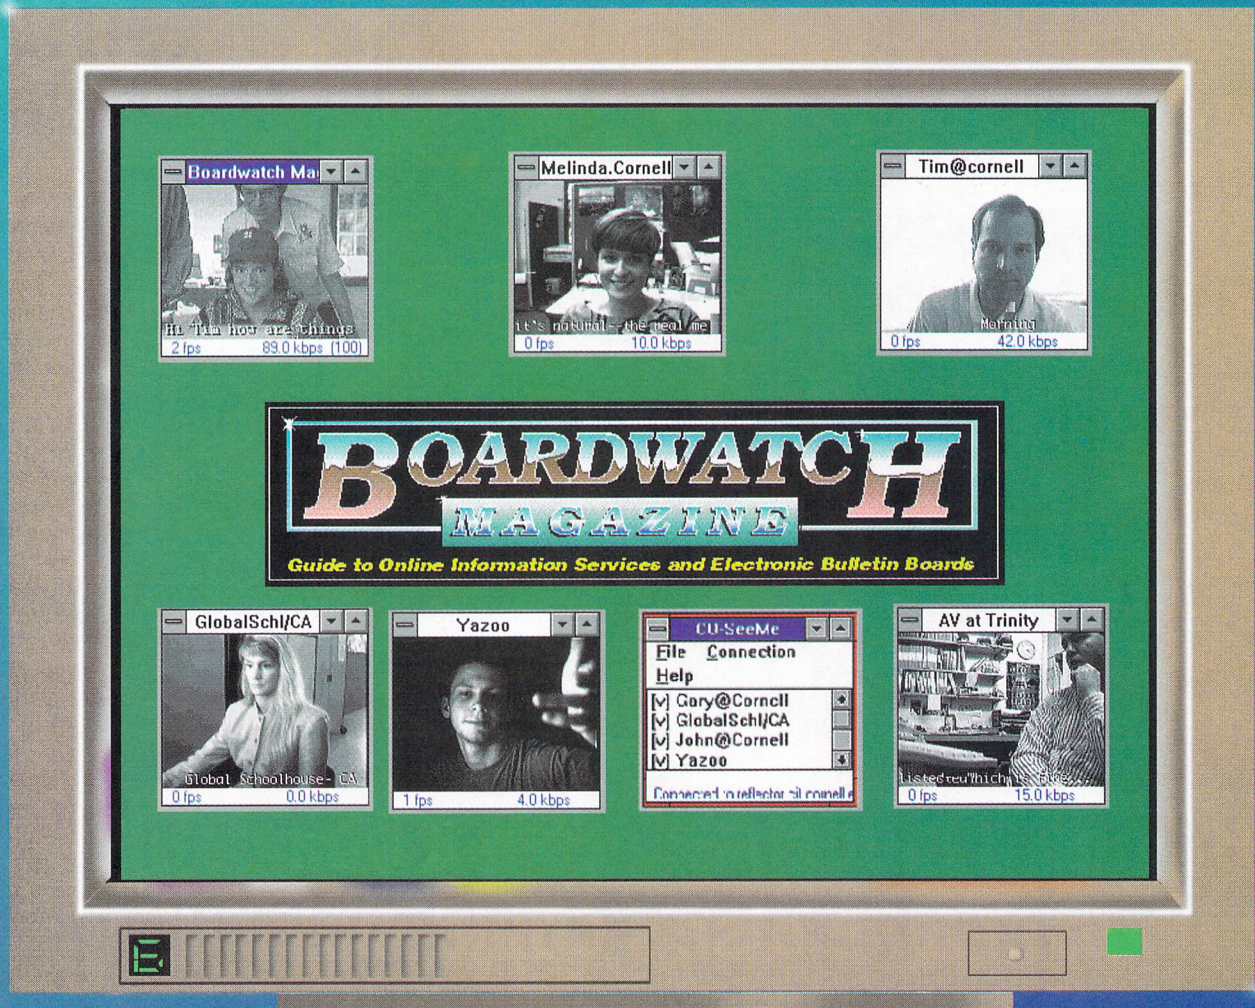 Boardwatch Ma
Hi Tim how are things
2 fps 89.0 kbps (100)
Melinda.Cornell
it's natural--the real me
0 fps 10.0 kbps
Tim@cornell
Morning
0 fps 42.0 kbps
BOARDWATCH
MAGAZINE
Guide to Online Information Services and Electronic Bulletin Boards
GlobalSchl/CA
Global Schoolhouse- CA
0 fps 0.0 kbps
Yazoo
1 fps 4.0 kbps
CU-SeeMe
File Connection
Help
[v] Gary@Cornell
[v] GlobalSchl/CA
[v] John@Cornell
[v] Yazoo
Connected to reflector
AV at Trinity
0 fps 15.0 kbps